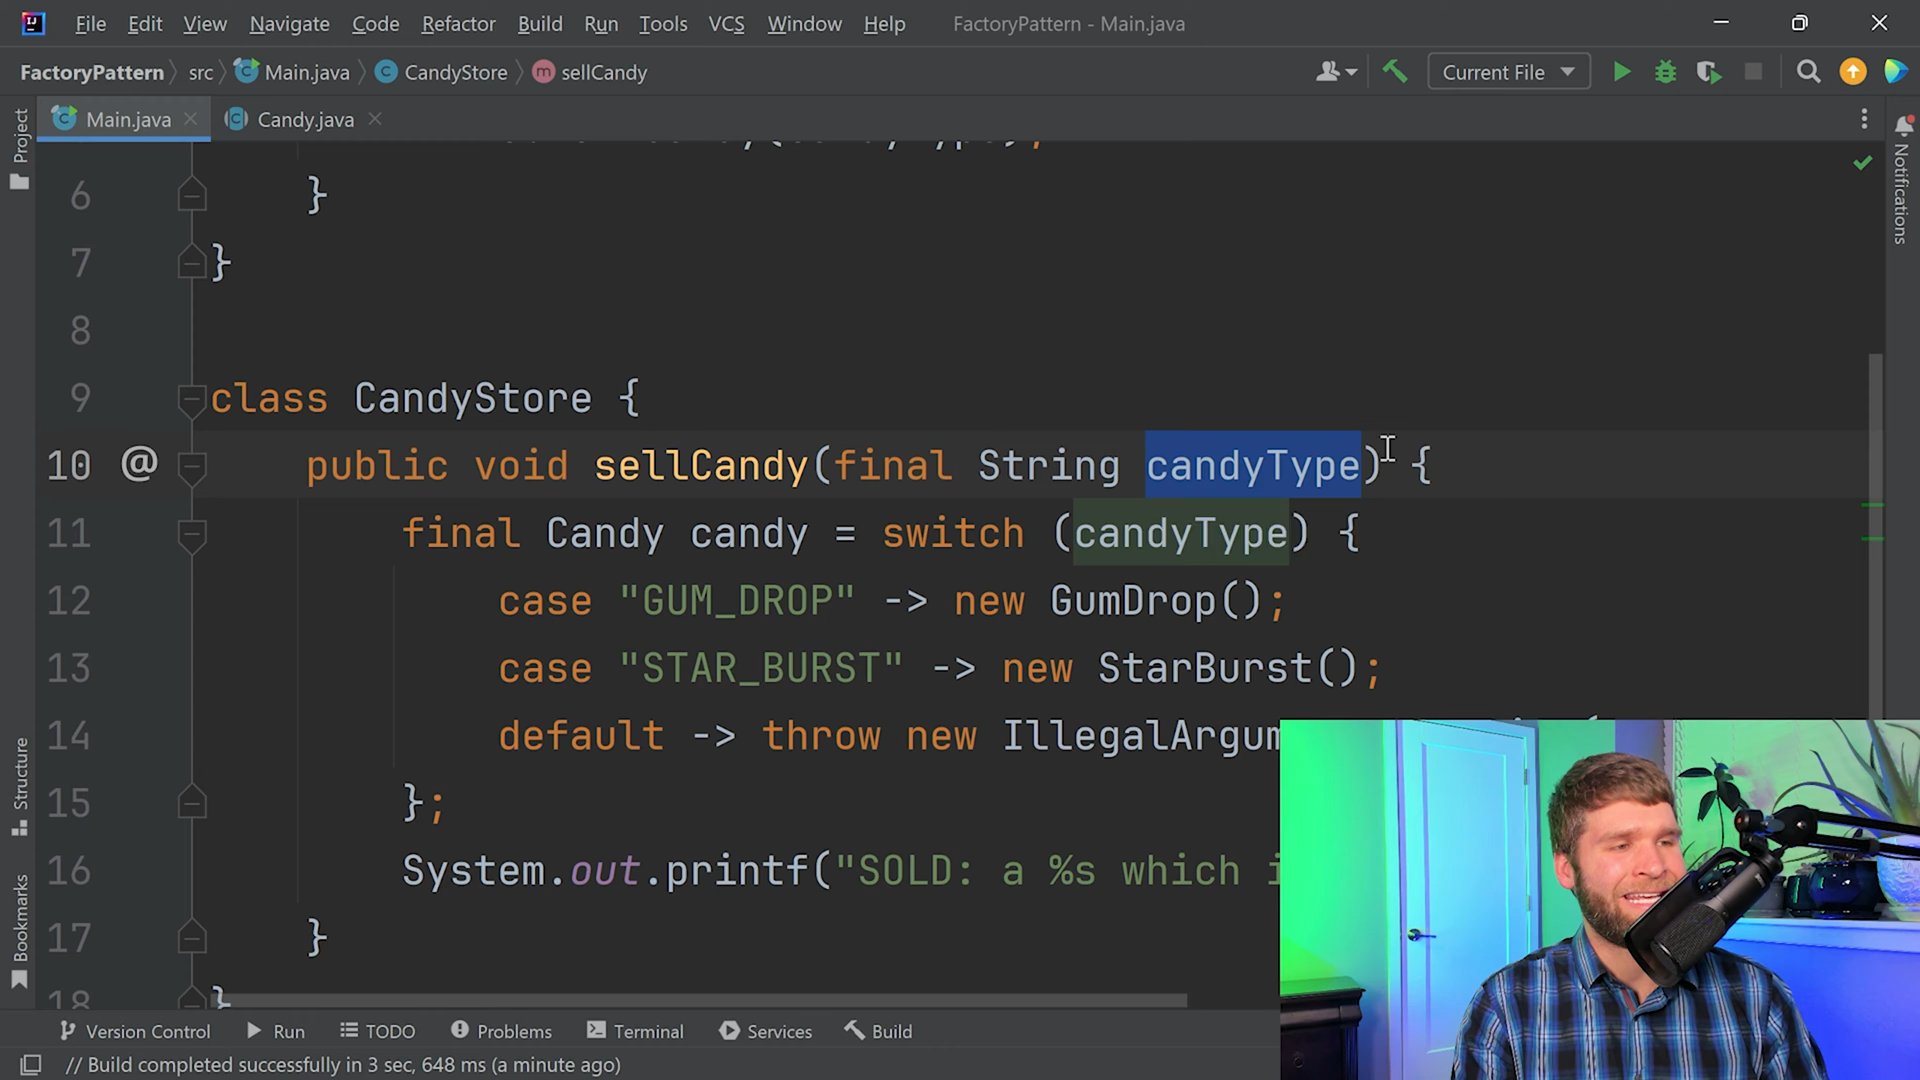 File Edit View Navigate Code Refactor Build Run Tools VCS Window Help FactoryPattern - Main.java
FactoryPattern src Main.java CandyStore sellCandy Current File
Main.java Candy.java
Project
Notifications
6 }
7 }
8
9 class CandyStore {
10 @ public void sellCandy(final String candyType) {
11 final Candy candy = switch (candyType) {
12 case "GUM_DROP" -> new GumDrop();
13 case "STAR_BURST" -> new StarBurst();
14 default -> throw new
15 };
16 System.out.printf("SOLD: a %s which
17 }
18 }
Structure
Bookmarks
Version Control Run TODO Problems Terminal Services Build
// Build completed successfully in 3 sec, 648 ms (a minute ago)